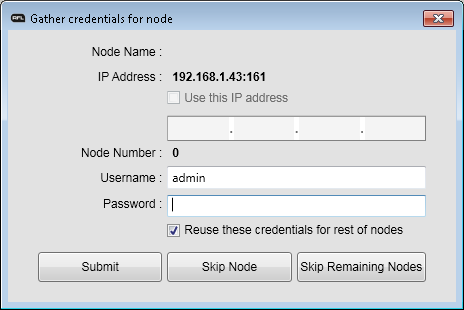 AFL Gather credentials for node
Node Name :
IP Address : 192.168.1.43:161
Use this IP address
. . .
Node Number : 0
Username : admin
Password :
Reuse these credentials for rest of nodes
Submit Skip Node Skip Remaining Nodes